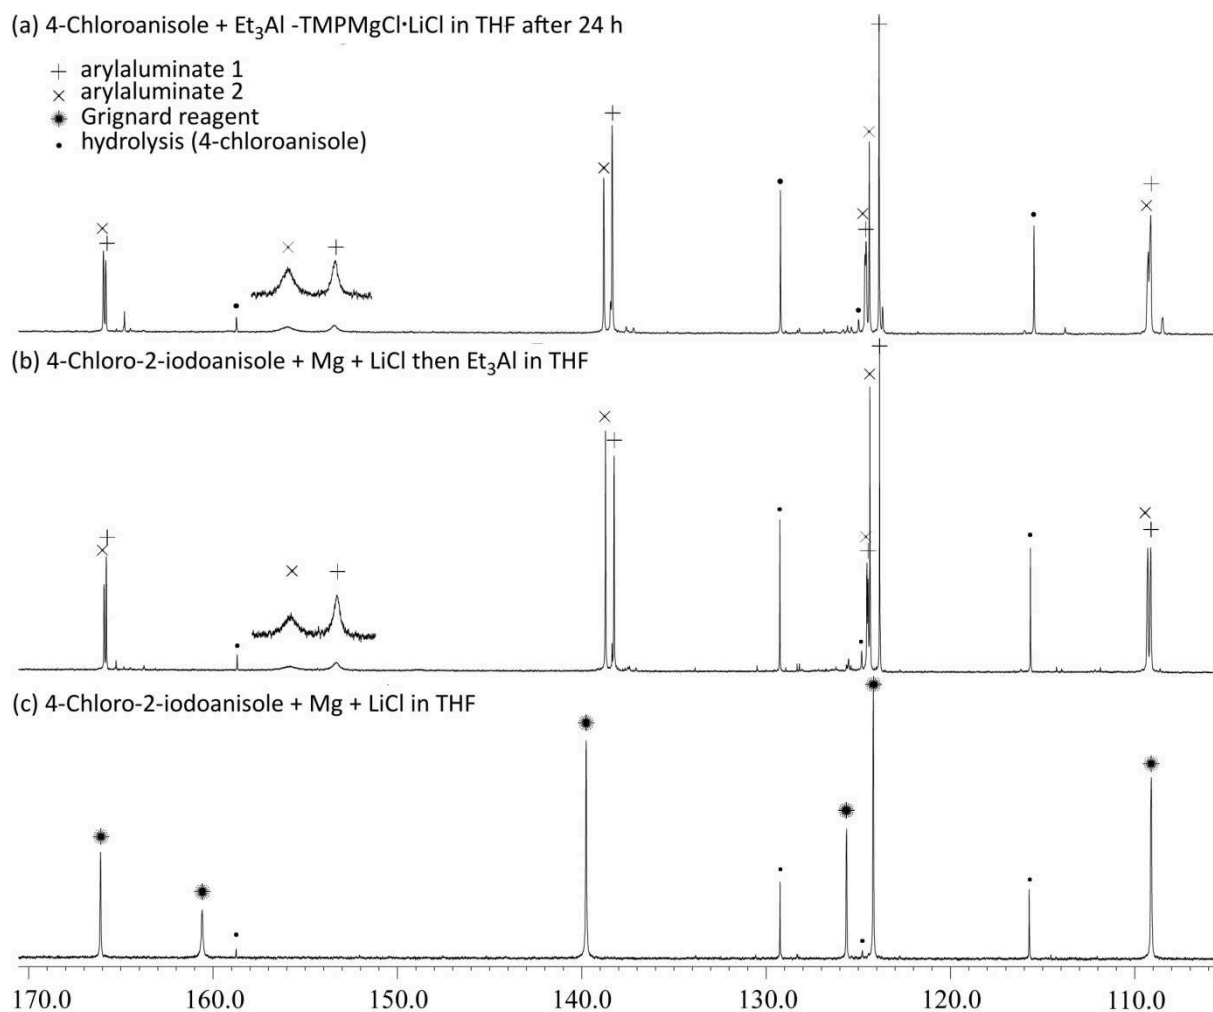 (a) 4-Chloroanisole + Et₃Al -TMPMgCl·LiCl in THF after 24 h
+ arylaluminate 1
× arylaluminate 2
✹ Grignard reagent
• hydrolysis (4-chloroanisole)
(b) 4-Chloro-2-iodoanisole + Mg + LiCl then Et₃Al in THF
(c) 4-Chloro-2-iodoanisole + Mg + LiCl in THF
170.0 160.0 150.0 140.0 130.0 120.0 110.0